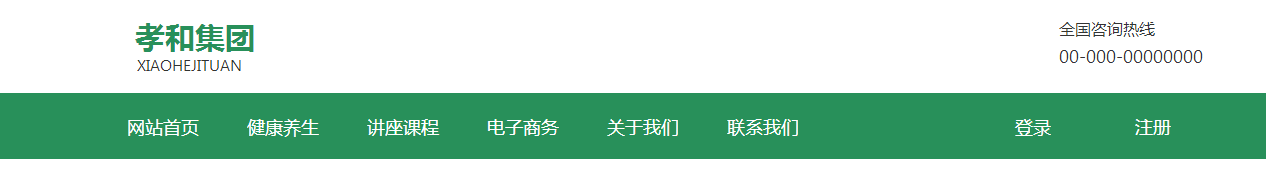 孝和集团
XIAOHEJITUAN
全国咨询热线
00-000-00000000
网站首页 健康养生 讲座课程 电子商务 关于我们 联系我们 登录 注册